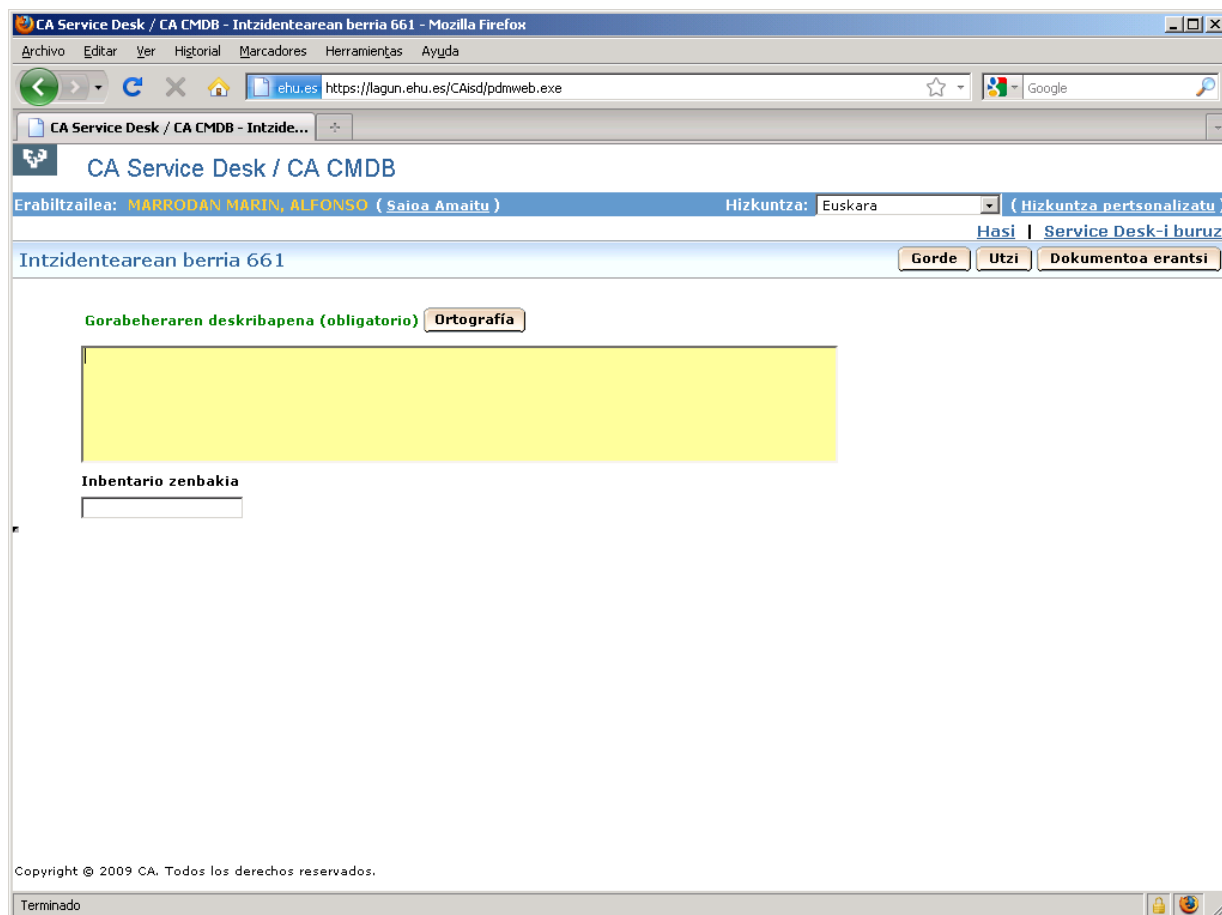 CA Service Desk / CA CMDB - Intzidentearean berria 661 - Mozilla Firefox
Archivo Editar Ver Historial Marcadores Herramientas Ayuda
ehu.es https://lagun.ehu.es/CAisd/pdmweb.exe Google
CA Service Desk / CA CMDB - Intzide...
CA Service Desk / CA CMDB
Erabiltzailea: MARRODAN MARIN, ALFONSO ( Saioa Amaitu ) Hizkuntza: Euskara ( Hizkuntza pertsonalizatu )
Hasi | Service Desk-i buruz
Intzidentearean berria 661 Gorde Utzi Dokumentoa erantsi
Gorabeheraren deskribapena (obligatorio) Ortografía
Inbentario zenbakia
Copyright © 2009 CA. Todos los derechos reservados.
Terminado